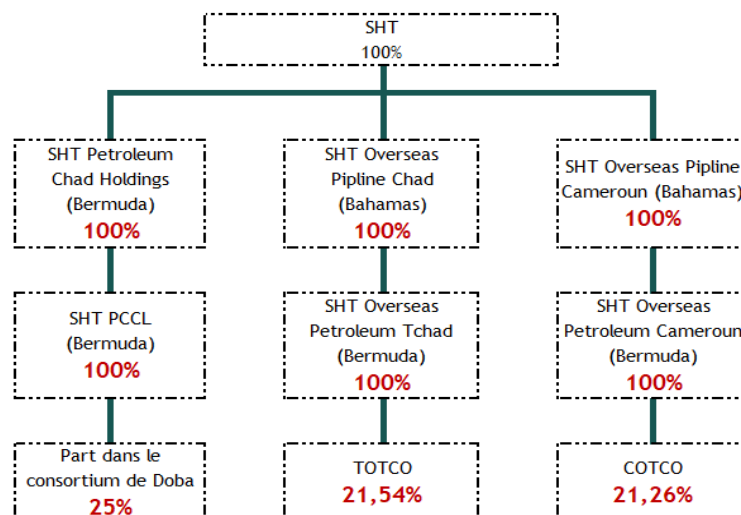 SHT
100%
SHT Petroleum
Chad Holdings
(Bermuda)
100%
SHT Overseas
Pipline Chad
(Bahamas)
100%
SHT Overseas Pipline
Cameroun (Bahamas)
100%
SHT PCCL
(Bermuda)
100%
SHT Overseas
Petroleum Tchad
(Bermuda)
100%
SHT Overseas
Petroleum Cameroun
(Bermuda)
100%
Part dans le
consortium de Doba
25%
TOTCO
21,54%
COTCO
21,26%